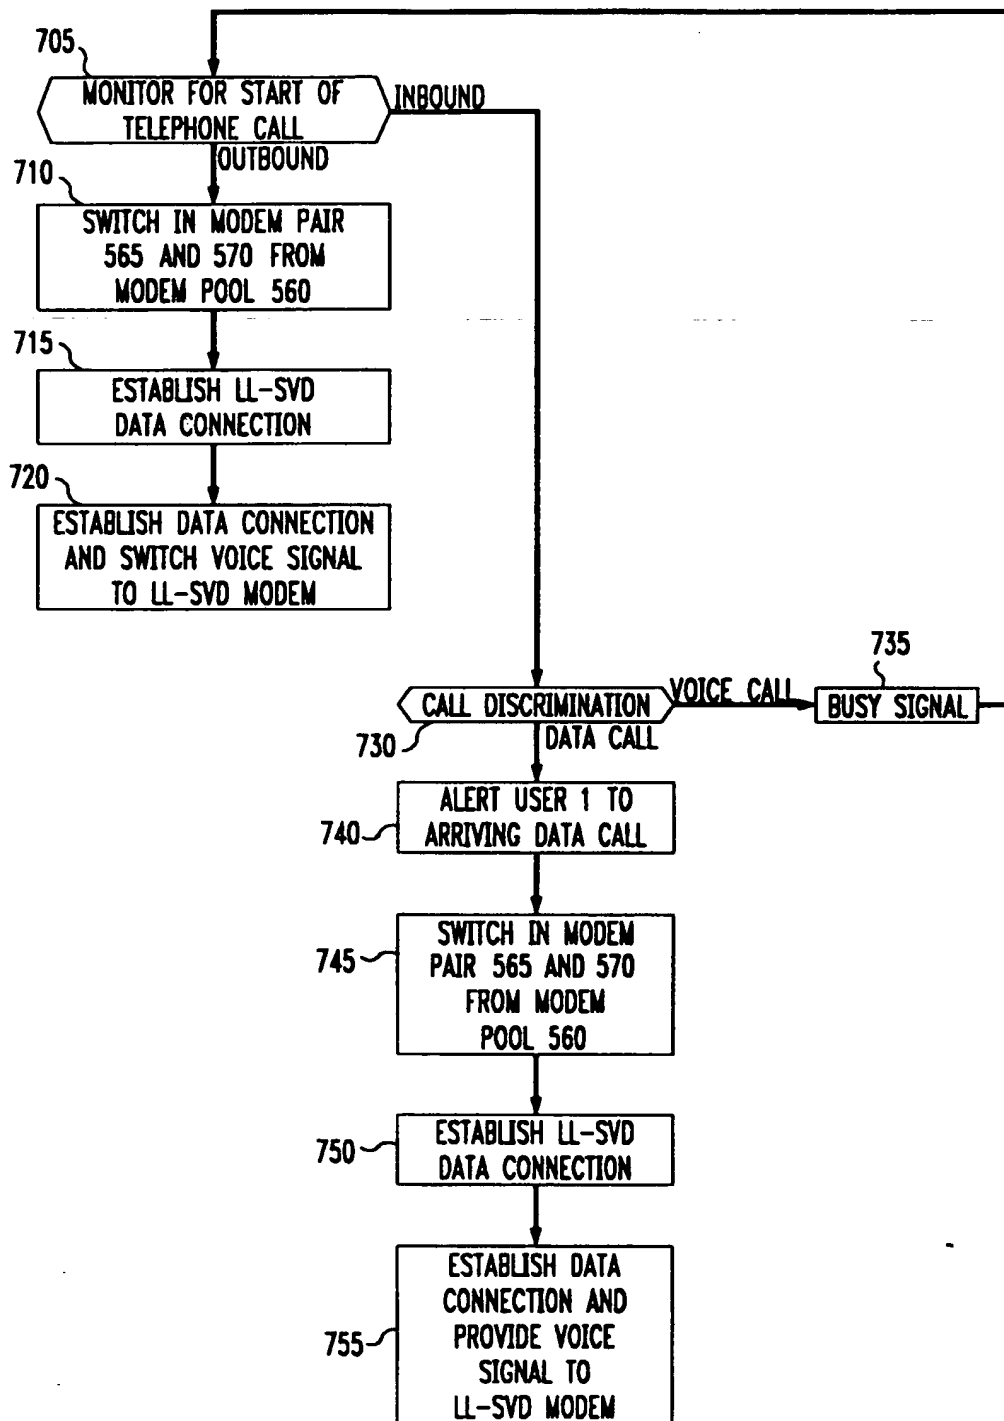 705
MONITOR FOR START OF
TELEPHONE CALL
INBOUND
OUTBOUND
710
SWITCH IN MODEM PAIR
565 AND 570 FROM
MODEM POOL 560
715
ESTABLISH LL-SVD
DATA CONNECTION
720
ESTABLISH DATA CONNECTION
AND SWITCH VOICE SIGNAL
TO LL-SVD MODEM
735
CALL DISCRIMINATION
VOICE CALL
BUSY SIGNAL
730
DATA CALL
740
ALERT USER 1 TO
ARRIVING DATA CALL
745
SWITCH IN MODEM
PAIR 565 AND 570
FROM MODEM
POOL 560
750
ESTABLISH LL-SVD
DATA CONNECTION
755
ESTABLISH DATA
CONNECTION AND
PROVIDE VOICE
SIGNAL TO
LL-SVD MODEM